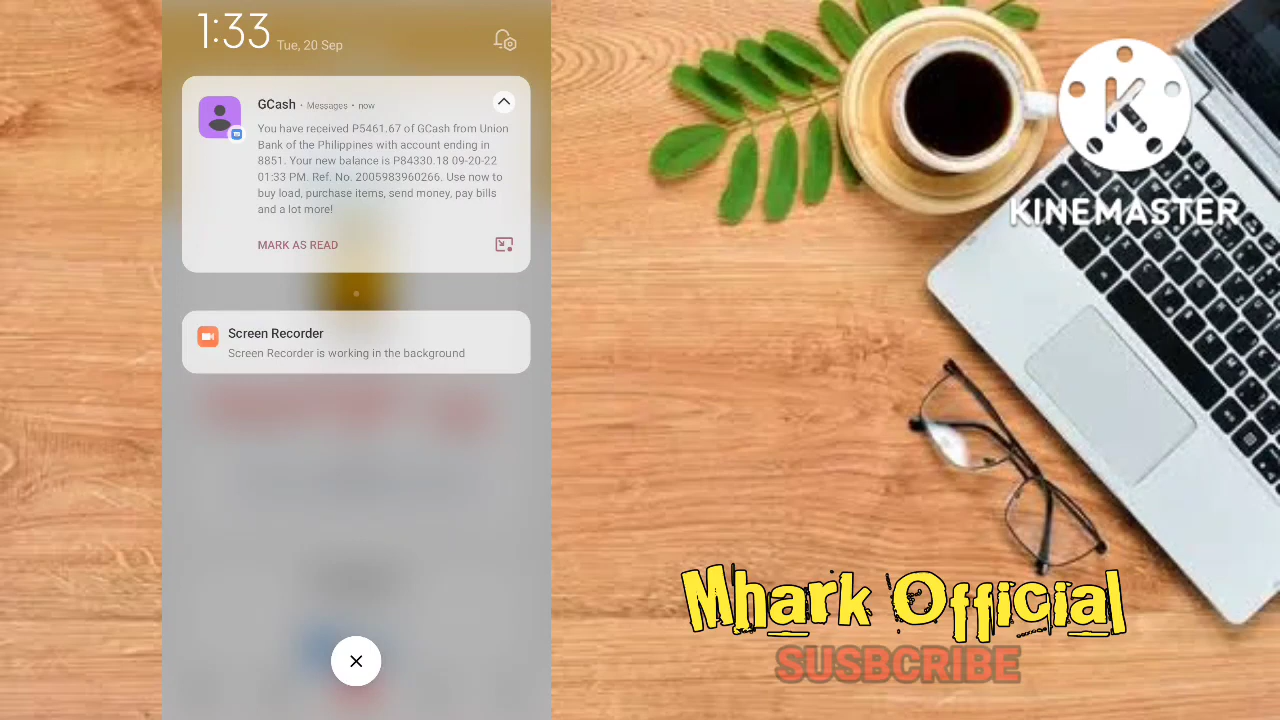 1:33 Tue, 20 Sep
GCash • Messages • now
You have received P5461.67 of GCash from Union
Bank of the Philippines with account ending in
8851. Your new balance is P84330.18 09-20-22
01:33 PM. Ref. No. 2005983960266. Use now to
buy load, purchase items, send money, pay bills
and a lot more!
MARK AS READ
Screen Recorder
Screen Recorder is working in the background
K
KINEMASTER
Mhark Official
SUSBCRIBE